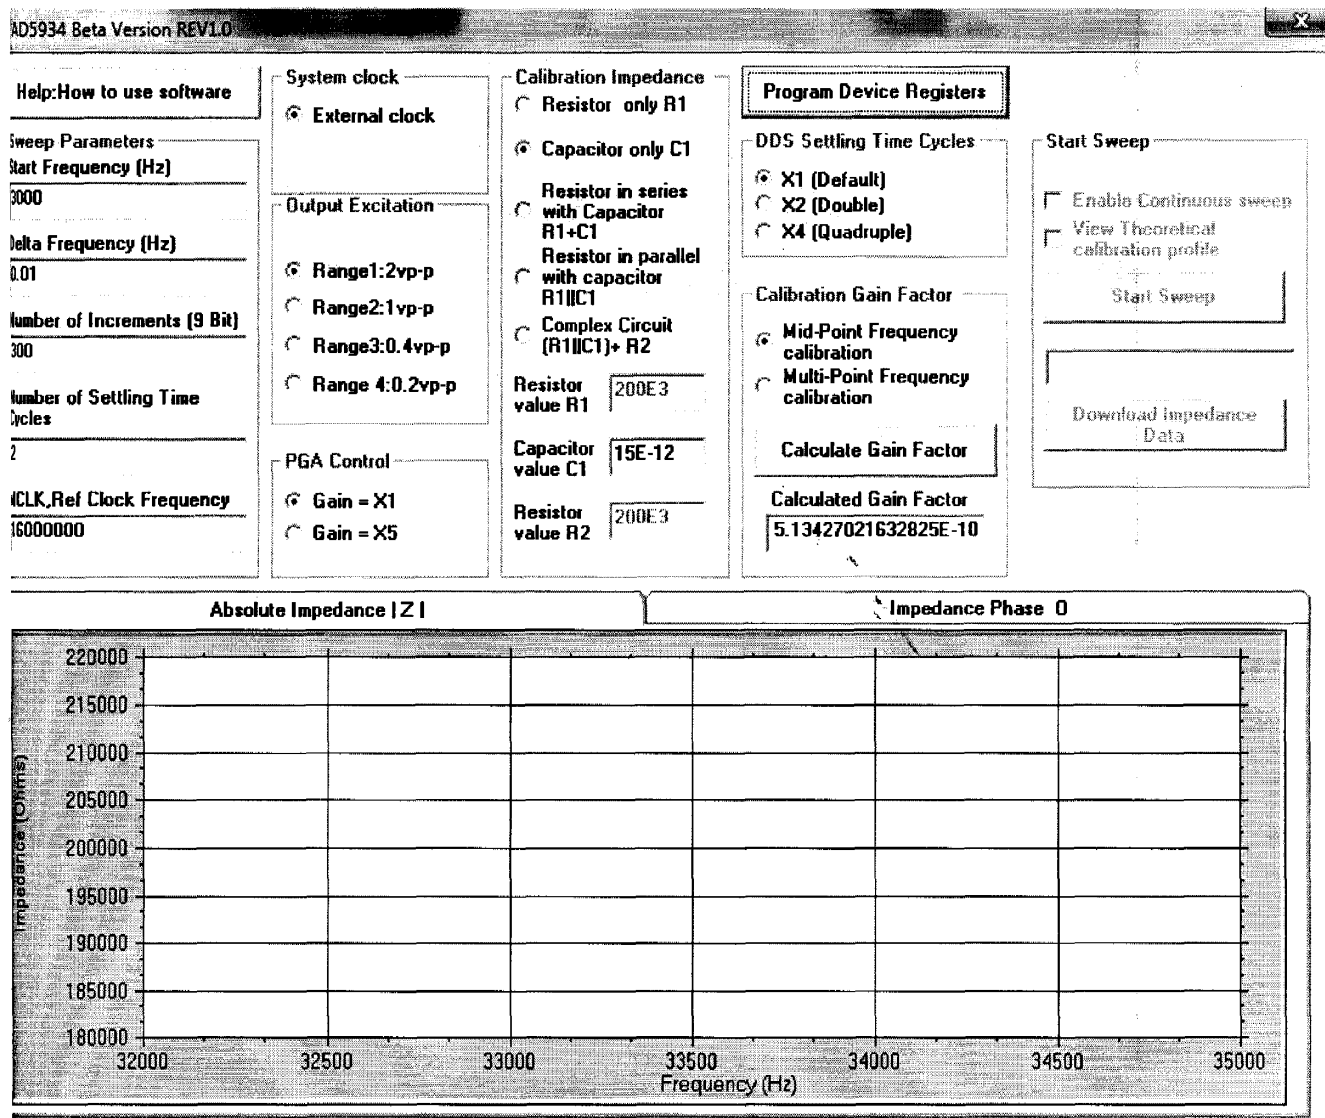 AD5934 Beta Version REV1.0
X
Help:How to use software
Sweep Parameters
Start Frequency (Hz)
3000
Delta Frequency (Hz)
0.01
Number of Increments (9 Bit)
300
Number of Settling Time
Cycles
2
MCLK,Ref Clock Frequency
16000000
System clock
External clock
Output Excitation
Range1:2vp-p
Range2:1vp-p
Range3:0.4vp-p
Range 4:0.2vp-p
PGA Control
Gain = X1
Gain = X5
Calibration Impedance
Resistor only R1
Capacitor only C1
Resistor in series
with Capacitor
R1+C1
Resistor in parallel
with capacitor
R1||C1
Complex Circuit
(R1||C1)+ R2
Resistor
value R1
200E3
Capacitor
value C1
15E-12
Resistor
value R2
200E3
Program Device Registers
DDS Settling Time Cycles
X1 (Default)
X2 (Double)
X4 (Quadruple)
Calibration Gain Factor
Mid-Point Frequency
calibration
Multi-Point Frequency
calibration
Calculate Gain Factor
Calculated Gain Factor
5.13427021632825E-10
Start Sweep
Enable Continuous sweep
View Theoretical
calibration profile
Start Sweep
Download Impedance
Data
Absolute Impedance |Z|
Impedance Phase 0
Impedance (Ohms)
220000
215000
210000
205000
200000
195000
190000
185000
180000
32000 32500 33000 33500 34000 34500 35000
Frequency (Hz)